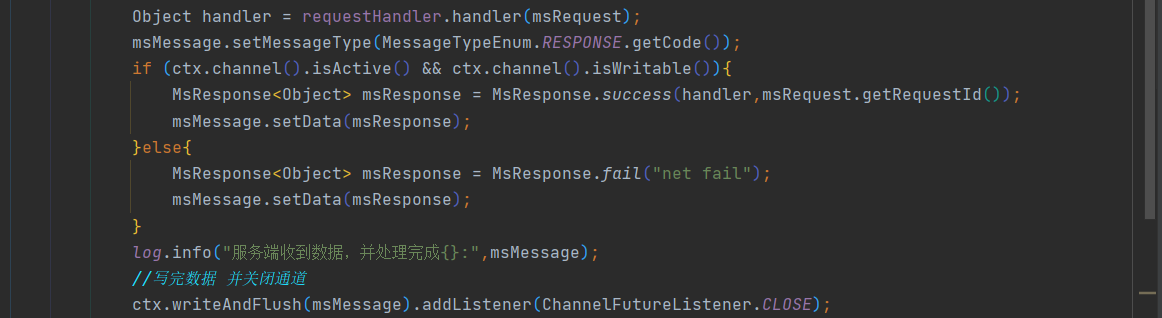 Object handler = requestHandler.handler(msRequest);
msMessage.setMessageType(MessageTypeEnum.RESPONSE.getCode());
if (ctx.channel().isActive() && ctx.channel().isWritable()){
MsResponse<Object> msResponse = MsResponse.success(handler,msRequest.getRequestId());
msMessage.setData(msResponse);
}else{
MsResponse<Object> msResponse = MsResponse.fail("net fail");
msMessage.setData(msResponse);
}
log.info("服务端收到数据，并处理完成{}:",msMessage);
//写完数据 并关闭通道
ctx.writeAndFlush(msMessage).addListener(ChannelFutureListener.CLOSE);